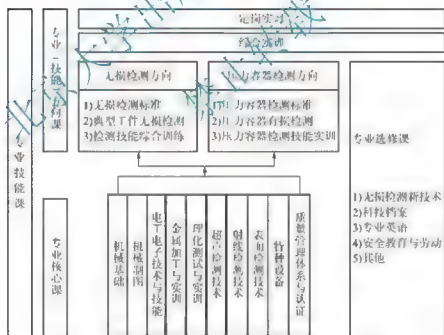 顶岗实习
综合实训
专业技能课
专业(技能)方向课
无损检测方向
1)无损检测标准
2)典型工件无损检测
3)检测技能综合训练
压力容器检测方向
1)压力容器检测标准
2)压力容器有损检测
3)压力容器检测技能实训
专业核心课
机械基础
机械制图
电工电子技术与技能
金属加工与实训
理化测试与实训
超声检测技术
射线检测技术
表面检测技术
特种设备
质量管理体系与认证
专业选修课
1)无损检测新技术
2)科技档案
3)专业英语
4)安全教育与劳动
5)其他